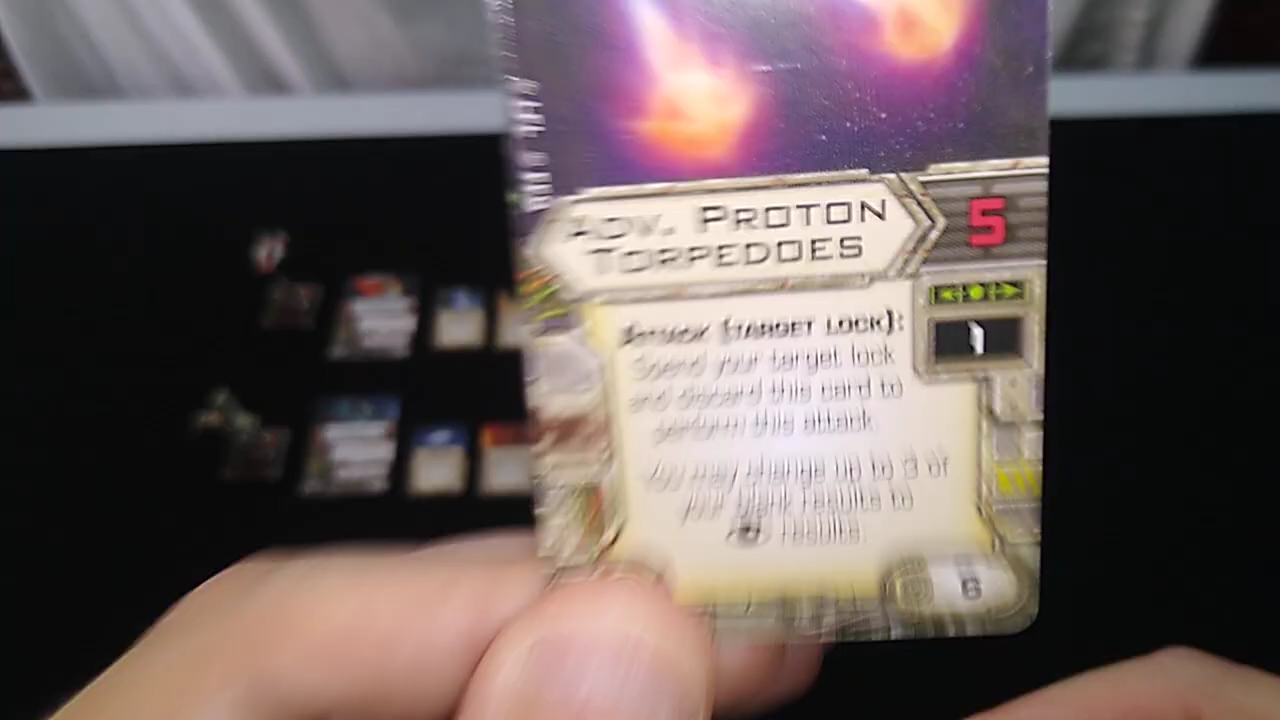 ADV. PROTON
TORPEDOES
5
1
ATTACK (TARGET LOCK):
Spend your target lock
and discard this card to
perform this attack.
You may change up to 3 of
your blank results to
results.
6